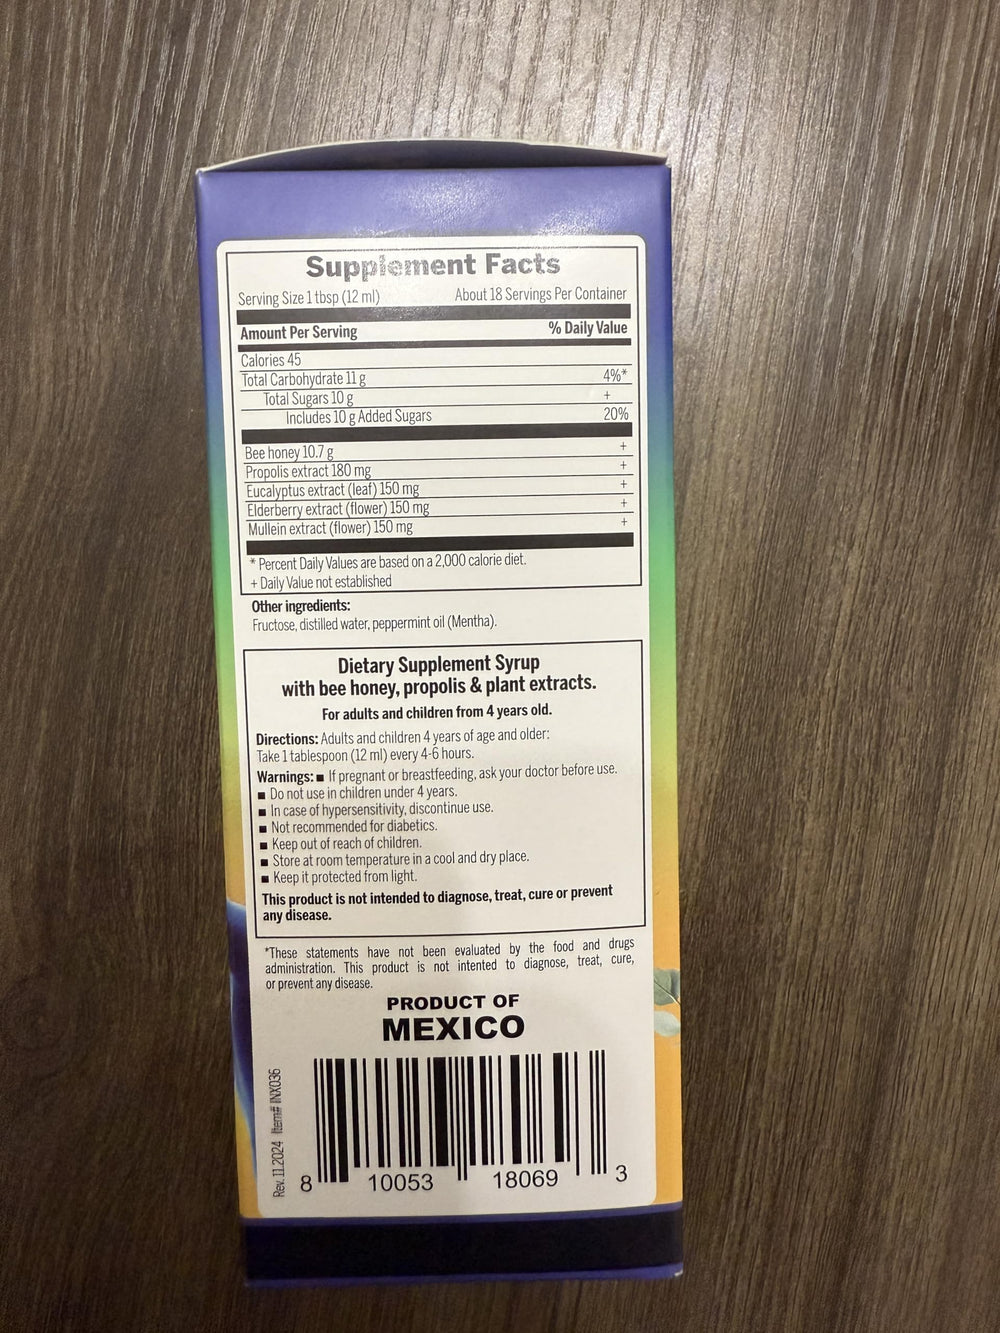 Supplement Facts
Serving Size 1 tbsp (12 ml) About 18 Servings Per Container
Amount Per Serving % Daily Value
Calories 45
Total Carbohydrate 11 g 4%*
Total Sugars 10 g +
Includes 10 g Added Sugars 20%
Bee honey 10.7 g +
Propolis extract 180 mg +
Eucalyptus extract (leaf) 150 mg +
Elderberry extract (flower) 150 mg +
Mullein extract (flower) 150 mg +
* Percent Daily Values are based on a 2,000 calorie diet.
+ Daily Value not established
Other ingredients:
Fructose, distilled water, peppermint oil (Mentha).
Dietary Supplement Syrup
with bee honey, propolis & plant extracts.
For adults and children from 4 years old.
Directions: Adults and children 4 years of age and older:
Take 1 tablespoon (12 ml) every 4-6 hours.
Warnings: ■ If pregnant or breastfeeding, ask your doctor before use.
■ Do not use in children under 4 years.
■ In case of hypersensitivity, discontinue use.
■ Not recommended for diabetics.
■ Keep out of reach of children.
■ Store at room temperature in a cool and dry place.
■ Keep it protected from light.
This product is not intended to diagnose, treat, cure or prevent
any disease.
*These statements have not been evaluated by the food and drugs
administration. This product is not intented to diagnose, treat, cure,
or prevent any disease.
PRODUCT OF
MEXICO
Rev. 11.2024 Item# INX036
8 10053 18069 3